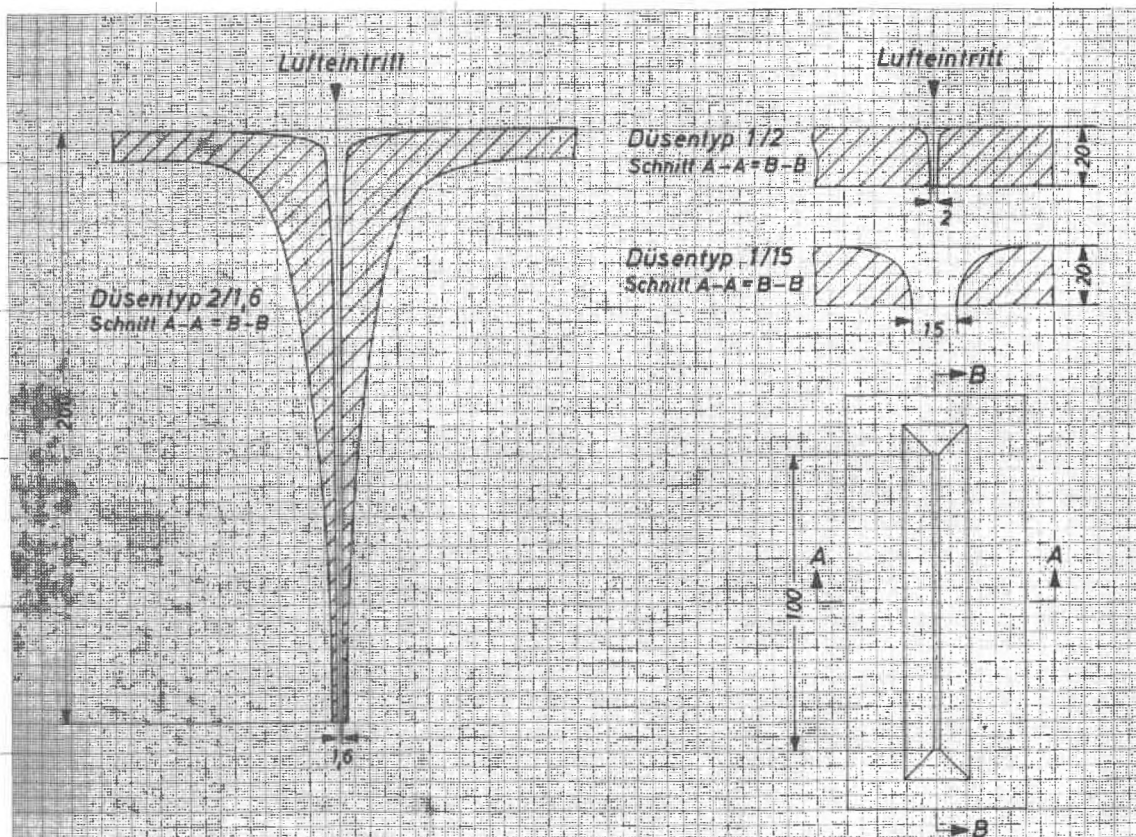 Lufteintritt
Düsentyp 2/1,6
Schnitt A-A = B-B
200
1,6
Lufteintritt
Düsentyp 1/2
Schnitt A-A = B-B
20
2
Düsentyp 1/15
Schnitt A-A = B-B
20
15
B
A
A
100
B